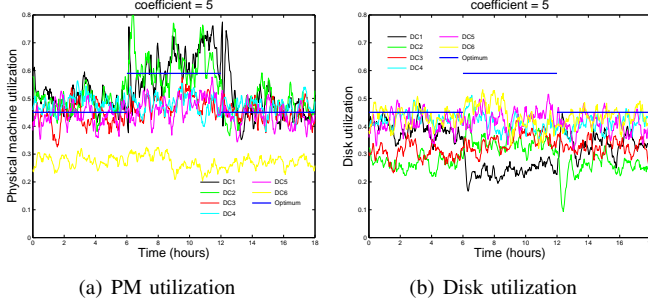 coefficient = 5
Physical machine utilization
0.8
0.7
0.6
0.5
0.4
0.3
0.2
0.1
0
DC1
DC2
DC3
DC4
DC5
DC6
Optimum
0 2 4 6 8 10 12 14 16 18
Time (hours)
(a) PM utilization
coefficient = 5
Disk utilization
0.8
0.7
0.6
0.5
0.4
0.3
0.2
0.1
0
DC1
DC2
DC3
DC4
DC5
DC6
Optimum
0 2 4 6 8 10 12 14 16
Time (hours)
(b) Disk utilization